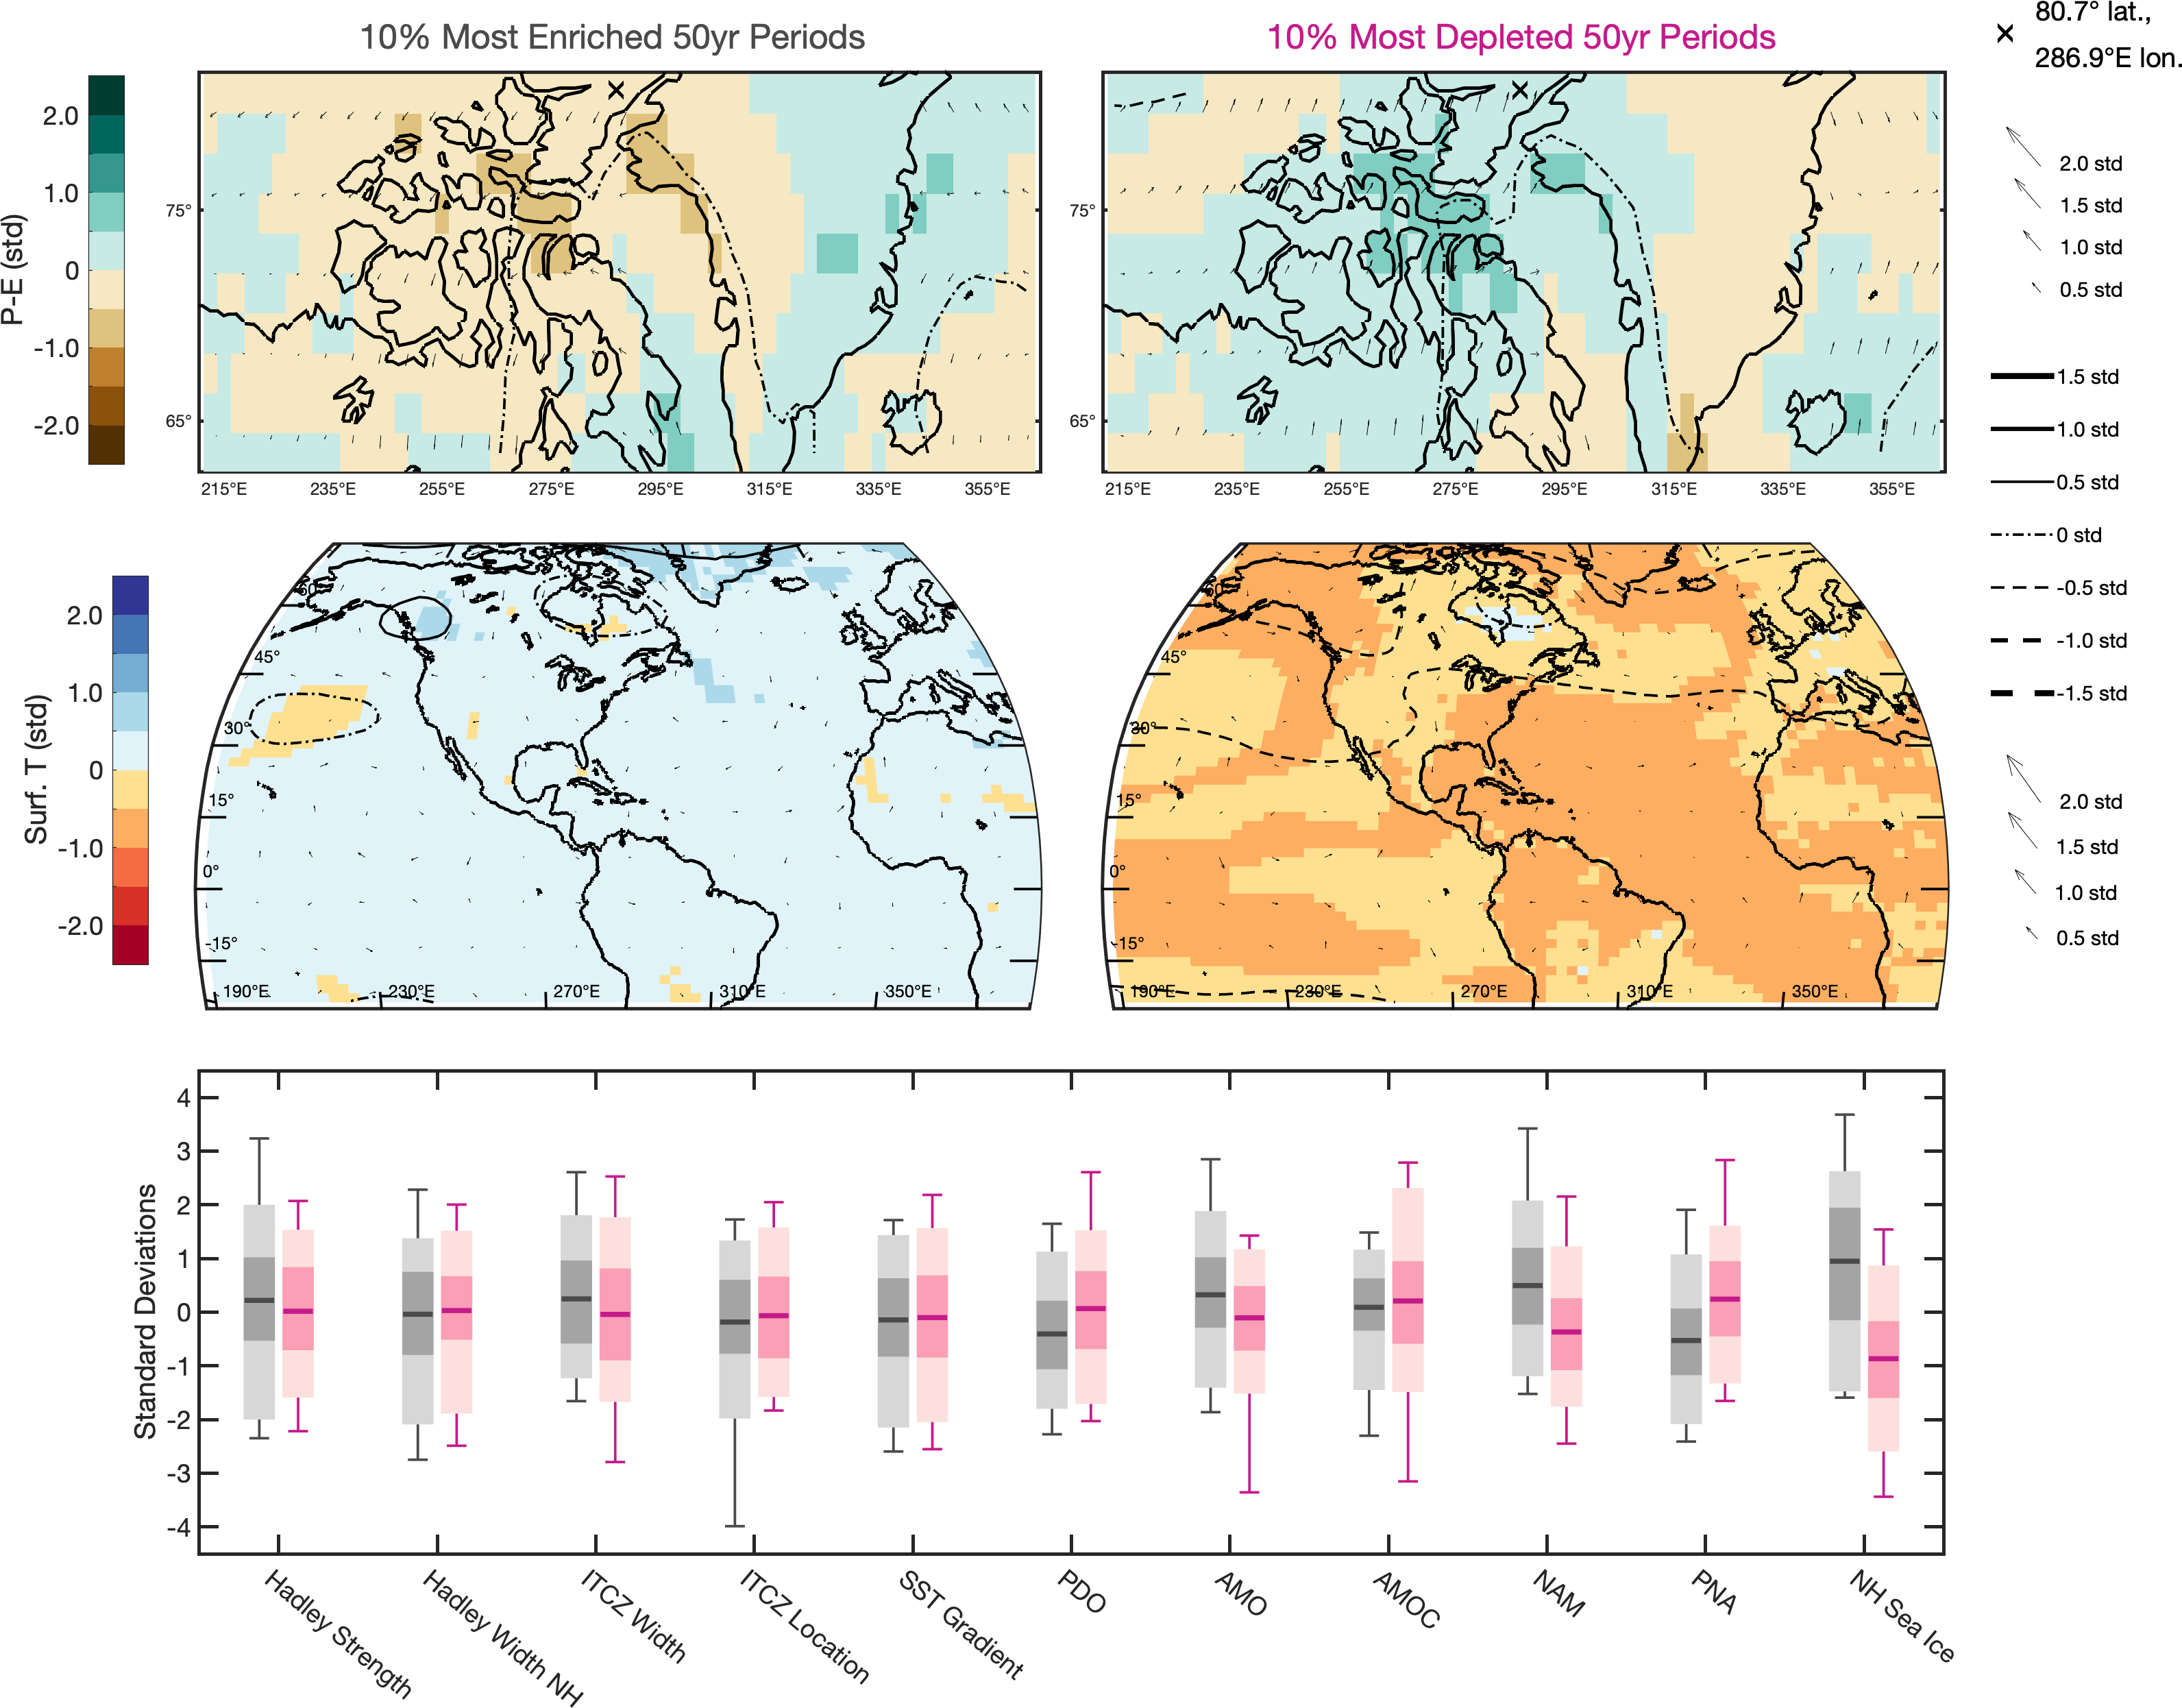 10% Most Enriched 50yr Periods
10% Most Depleted 50yr Periods
80.7° lat.,
286.9°E lon.
P-E (std)
2.0
1.0
0
-1.0
-2.0
75°
65°
215°E 235°E 255°E 275°E 295°E 315°E 335°E 355°E
75°
65°
215°E 235°E 255°E 275°E 295°E 315°E 335°E 355°E
2.0 std
1.5 std
1.0 std
0.5 std
1.5 std
1.0 std
0.5 std
0 std
-0.5 std
-1.0 std
-1.5 std
Surf. T (std)
2.0
1.0
0
-1.0
-2.0
60°
45°
30°
15°
0°
-15°
190°E 230°E 270°E 310°E 350°E
60°
45°
30°
15°
0°
-15°
190°E 230°E 270°E 310°E 350°E
2.0 std
1.5 std
1.0 std
0.5 std
Standard Deviations
4
3
2
1
0
-1
-2
-3
-4
Hadley Strength
Hadley Width NH
ITCZ Width
ITCZ Location
SST Gradient
PDO
AMO
AMOC
NAM
PNA
NH Sea Ice